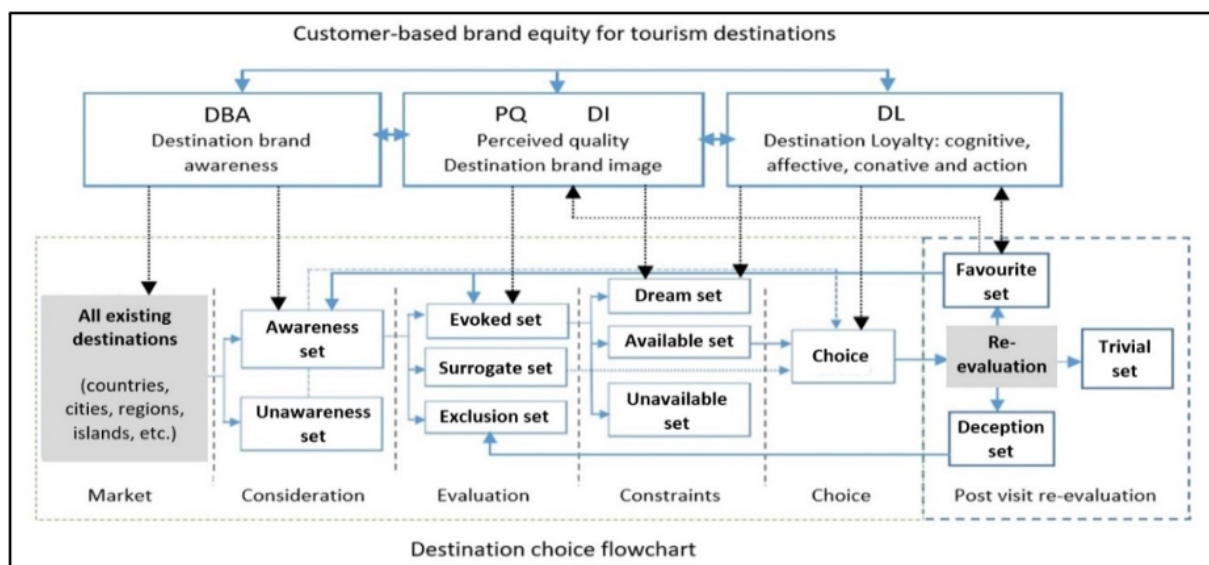 Customer-based brand equity for tourism destinations
DBA
Destination brand
awareness
PQ DI
Perceived quality
Destination brand image
DL
Destination Loyalty: cognitive,
affective, conative and action
All existing
destinations
(countries,
cities, regions,
islands, etc.)
Awareness
set
Unawareness
set
Evoked set
Surrogate set
Exclusion set
Dream set
Available set
Unavailable
set
Choice
Favourite
set
Re-
evaluation
Trivial
set
Deception
set
Market
Consideration
Evaluation
Constraints
Choice
Post visit re-evaluation
Destination choice flowchart